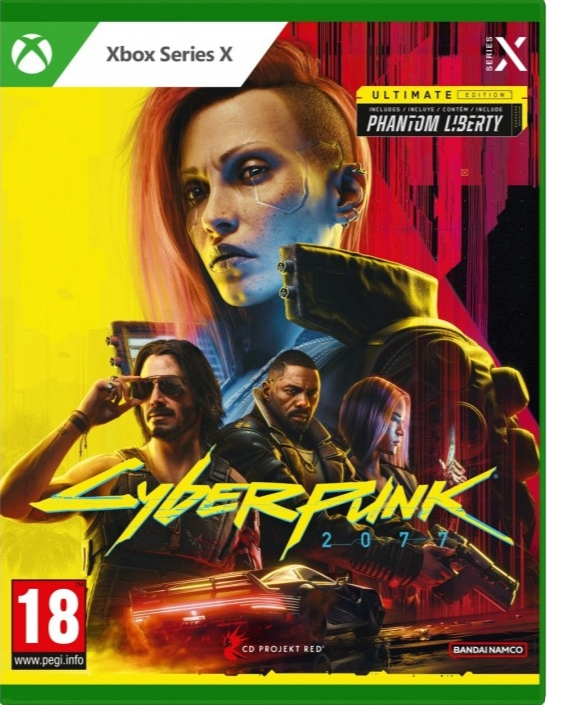 Xbox Series X
SERIES X
ULTIMATE EDITION
INCLUDES / INCLUYE / CONTÉM / INCLUDE
PHANTOM L!BERTY
CYBERPUNK
2077
18
www.pegi.info
CD PROJEKT RED®
BANDAI NAMCO